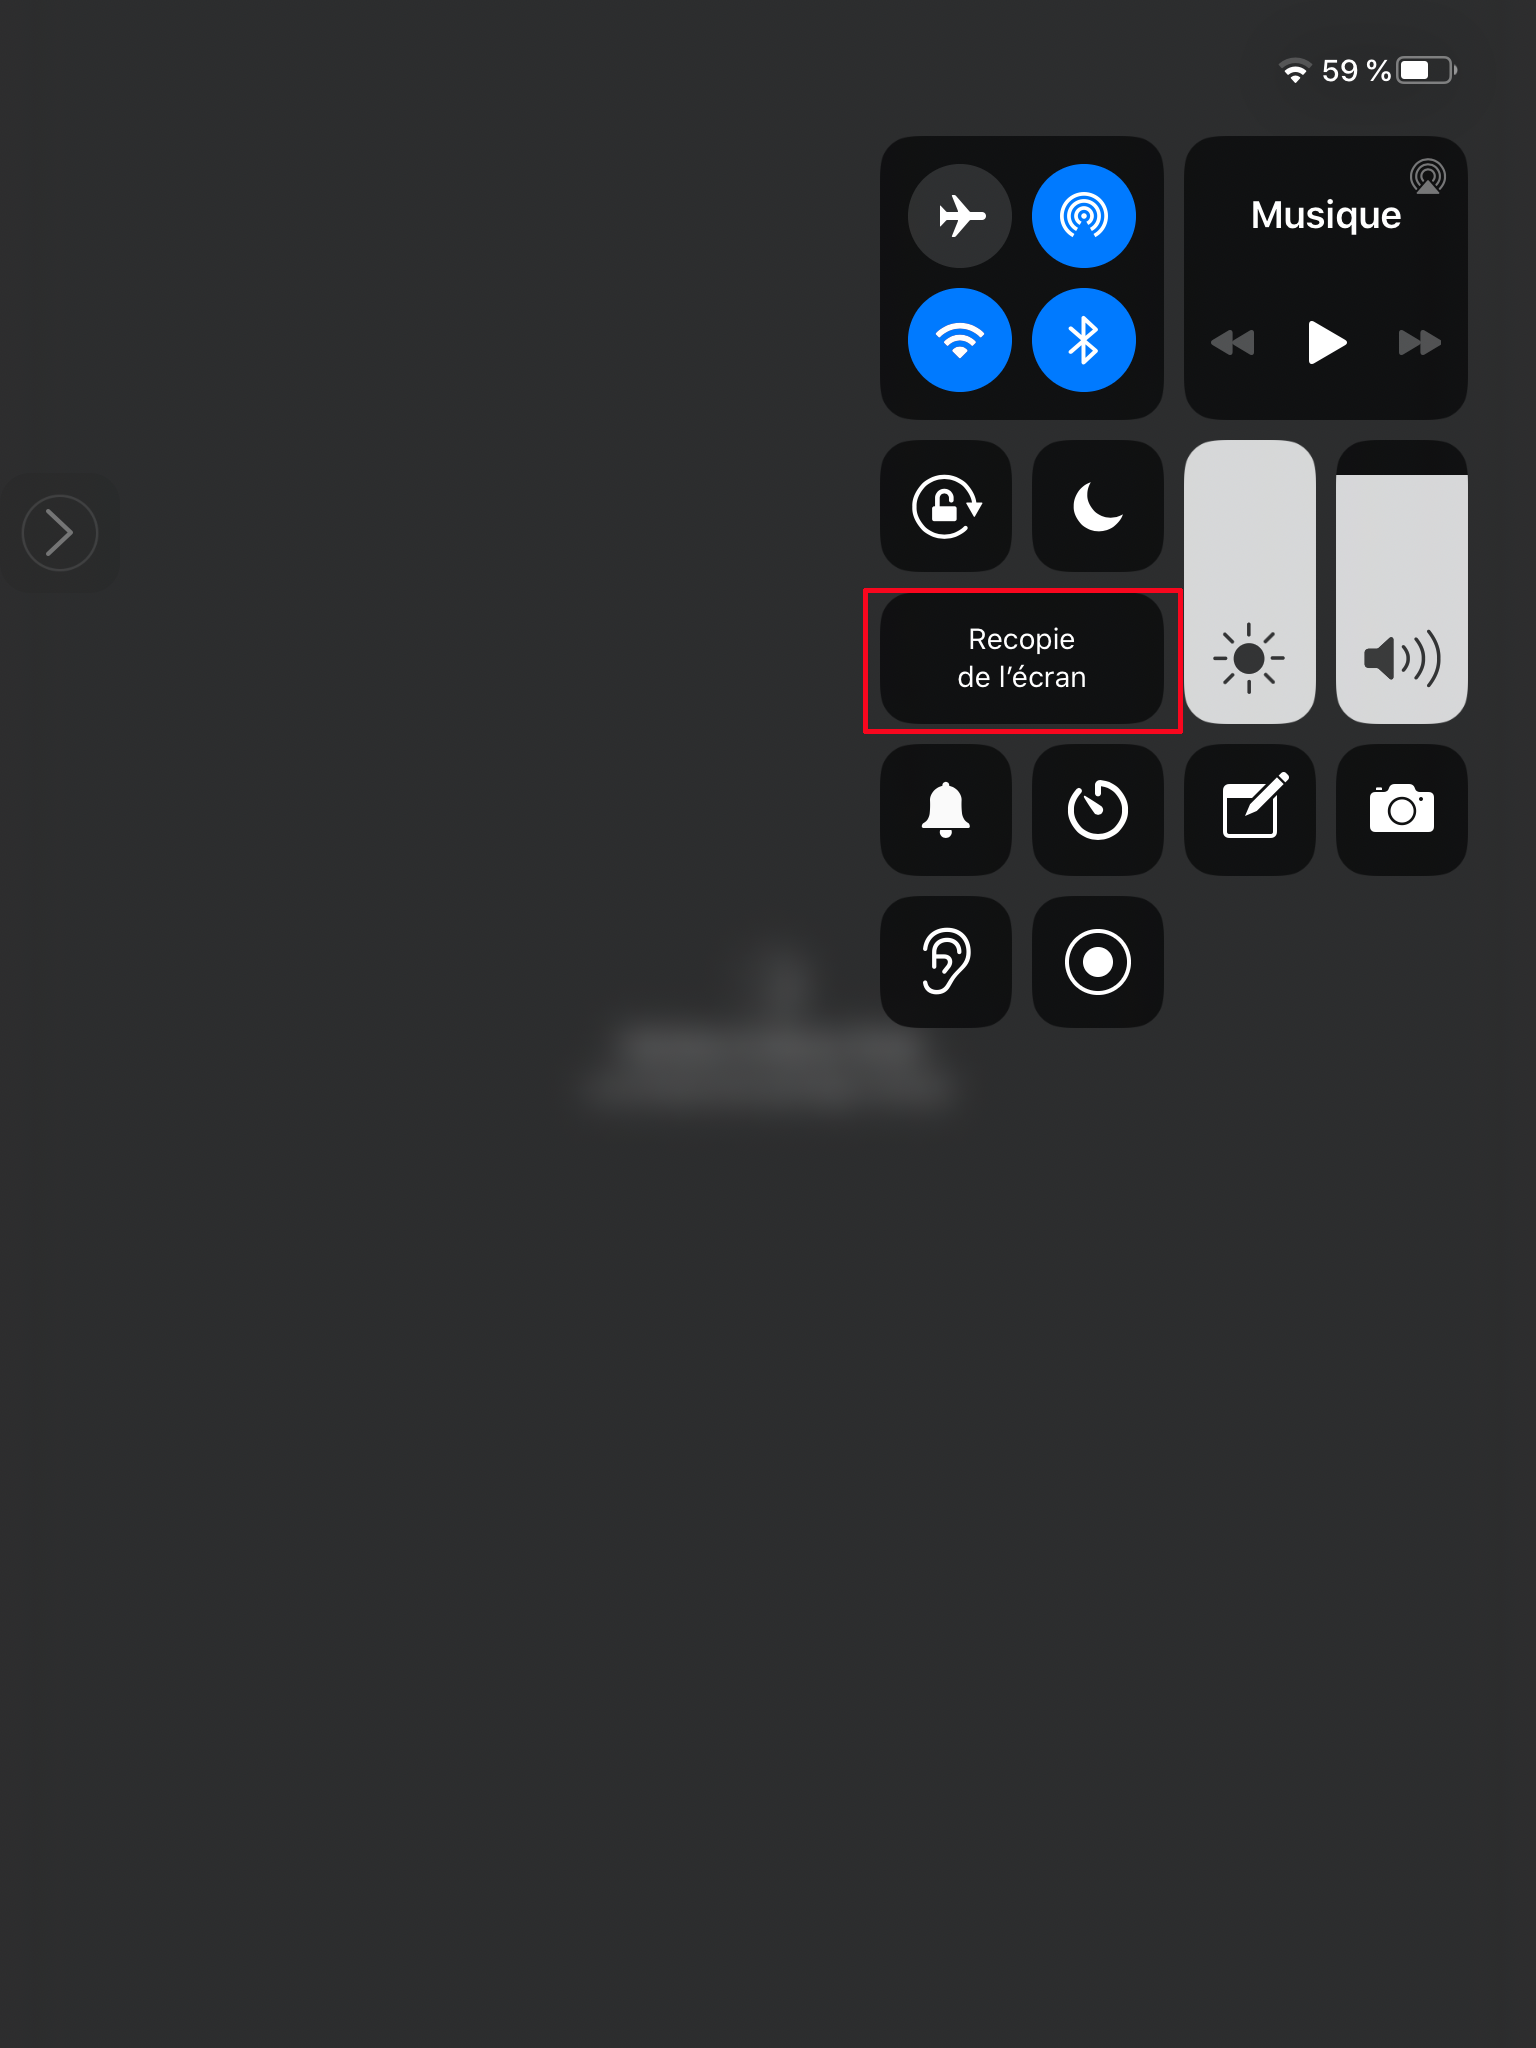 59 %
Musique
Recopie
de l’écran